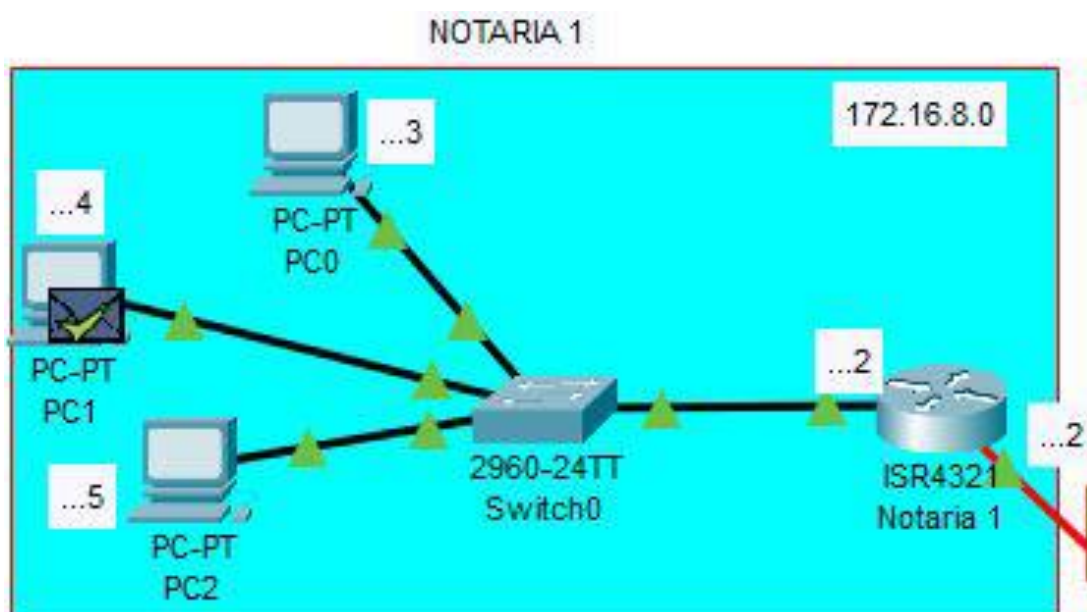 NOTARIA 1
172.16.8.0
...3
PC-PT
PC0
...4
PC-PT
PC1
...5
PC-PT
PC2
2960-24TT
Switch0
...2
ISR4321
Notaria 1
...2